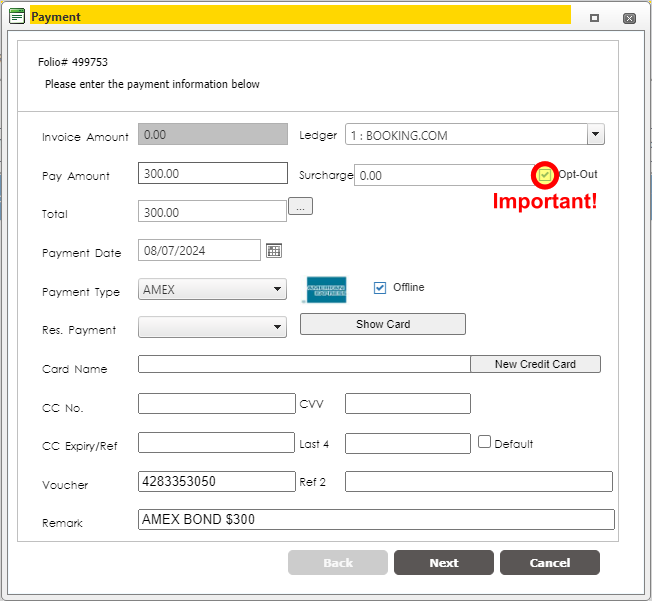 Payment
Folio# 499753
Please enter the payment information below
Invoice Amount 0.00 Ledger 1 : BOOKING.COM
Pay Amount 300.00 Surcharge 0.00 Opt-Out
Important!
Total 300.00 ...
Payment Date 08/07/2024
Payment Type AMEX AMERICAN EXPRESS Offline
Res. Payment Show Card
Card Name New Credit Card
CC No. CVV
CC Expiry/Ref Last 4 Default
Voucher 4283353050 Ref 2
Remark AMEX BOND $300
Back Next Cancel